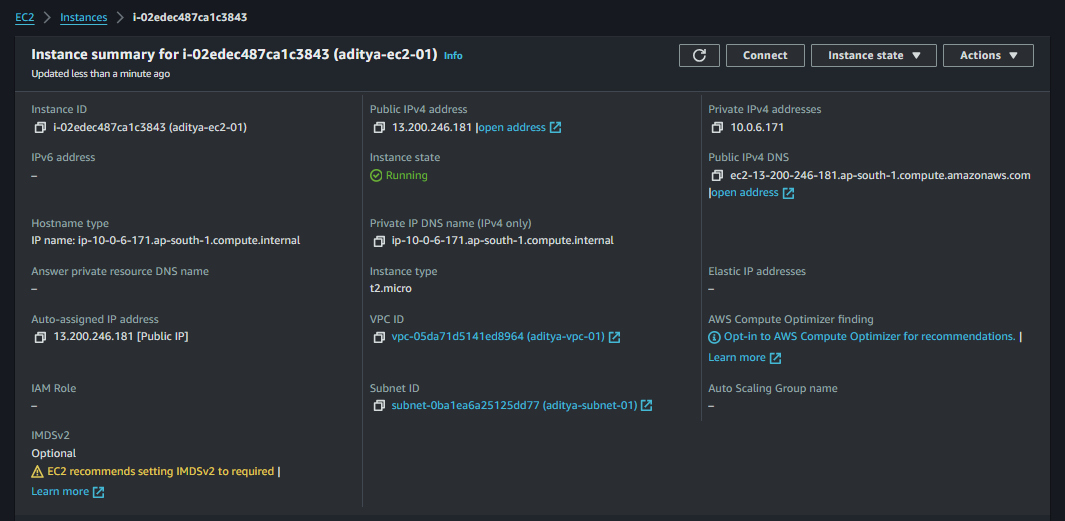 EC2 > Instances > i-02edec487ca1c3843
Instance summary for i-02edec487ca1c3843 (aditya-ec2-01) Info
Updated less than a minute ago
Connect
Instance state
Actions
Instance ID
i-02edec487ca1c3843 (aditya-ec2-01)
Public IPv4 address
13.200.246.181 |open address
Private IPv4 addresses
10.0.6.171
IPv6 address
–
Instance state
Running
Public IPv4 DNS
ec2-13-200-246-181.ap-south-1.compute.amazonaws.com
|open address
Hostname type
IP name: ip-10-0-6-171.ap-south-1.compute.internal
Private IP DNS name (IPv4 only)
ip-10-0-6-171.ap-south-1.compute.internal
Answer private resource DNS name
–
Instance type
t2.micro
Elastic IP addresses
–
Auto-assigned IP address
13.200.246.181 [Public IP]
VPC ID
vpc-05da71d5141ed8964 (aditya-vpc-01)
AWS Compute Optimizer finding
Opt-in to AWS Compute Optimizer for recommendations. |
Learn more
IAM Role
–
Subnet ID
subnet-0ba1ea6a25125dd77 (aditya-subnet-01)
Auto Scaling Group name
–
IMDSv2
Optional
EC2 recommends setting IMDSv2 to required |
Learn more